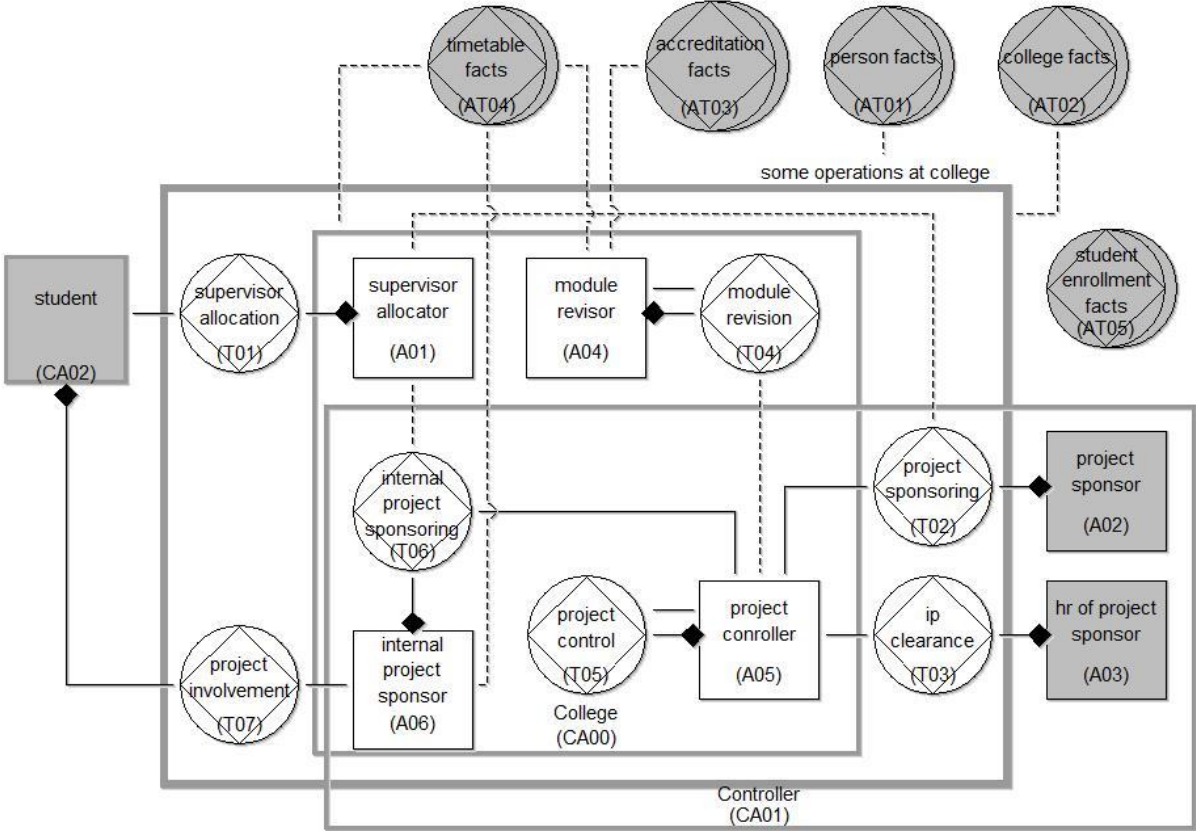 timetable
facts
(AT04)
accreditation
facts
(AT03)
person facts
(AT01)
college facts
(AT02)
some operations at college
student
(CA02)
supervisor
allocation
(T01)
supervisor
allocator
(A01)
module
revisor
(A04)
module
revision
(T04)
student
enrollment
facts
(AT05)
internal
project
sponsoring
(T06)
project
sponsoring
(T02)
project
sponsor
(A02)
project
involvement
(T07)
internal
project
sponsor
(A06)
project
control
(T05)
project
conroller
(A05)
ip
clearance
(T03)
hr of project
sponsor
(A03)
College
(CA00)
Controller
(CA01)